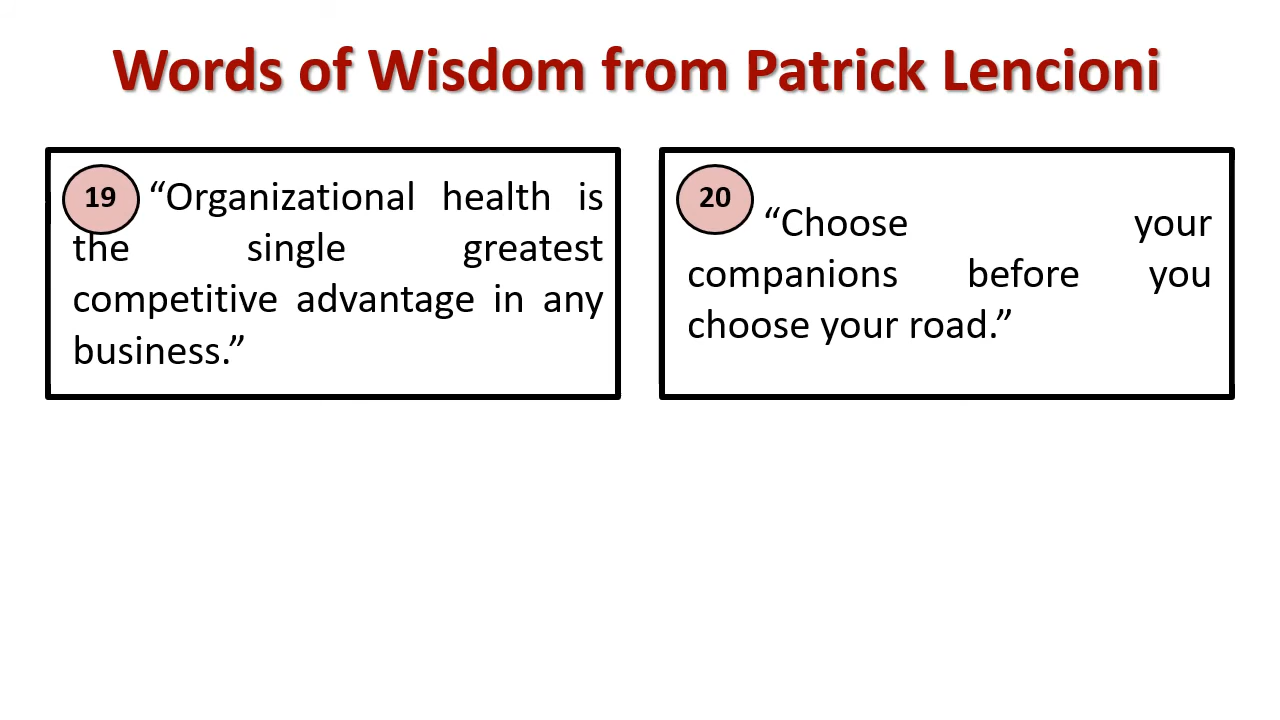 Words of Wisdom from Patrick Lencioni
19
“Organizational health is
the single greatest
competitive advantage in any
business.”
20
“Choose your
companions before you
choose your road.”